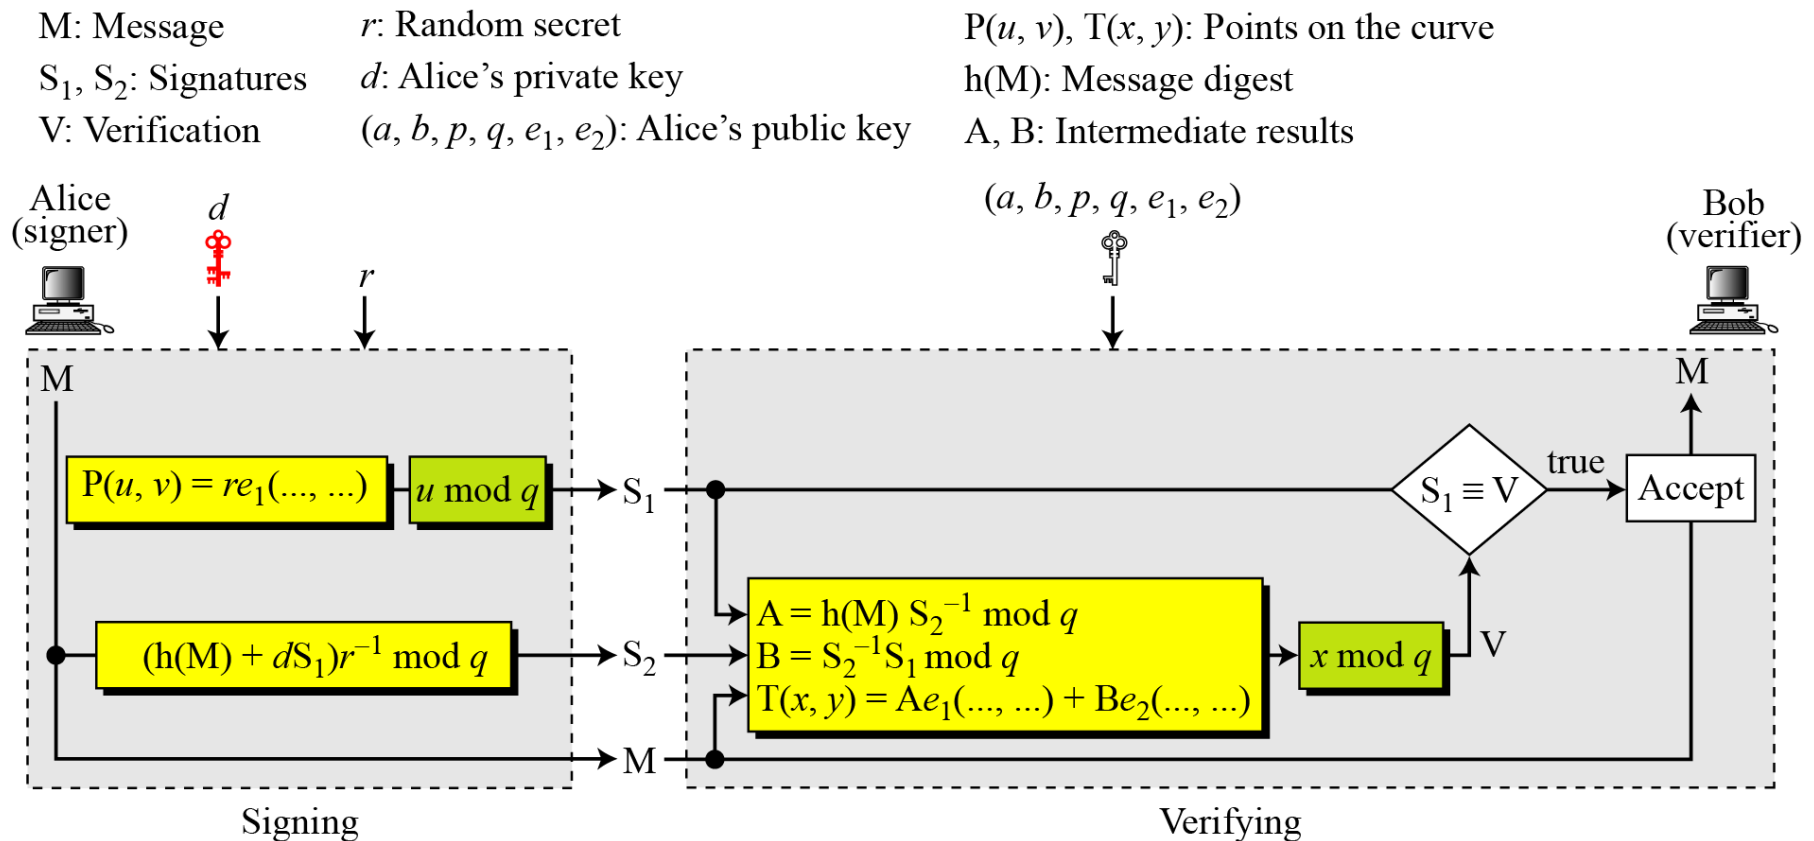 M: Message r: Random secret P(u, v), T(x, y): Points on the curve
S₁, S₂: Signatures d: Alice’s private key h(M): Message digest
V: Verification (a, b, p, q, e₁, e₂): Alice’s public key A, B: Intermediate results
Alice
(signer)
d
r
(a, b, p, q, e₁, e₂)
Bob
(verifier)
M
M
P(u, v) = re₁(..., ...)
u mod q
S₁
S₁ ≡ V
true
Accept
(h(M) + dS₁)r⁻¹ mod q
S₂
A = h(M) S₂⁻¹ mod q
B = S₂⁻¹S₁ mod q
T(x, y) = Ae₁(..., ...) + Be₂(..., ...)
x mod q
V
M
Signing
Verifying